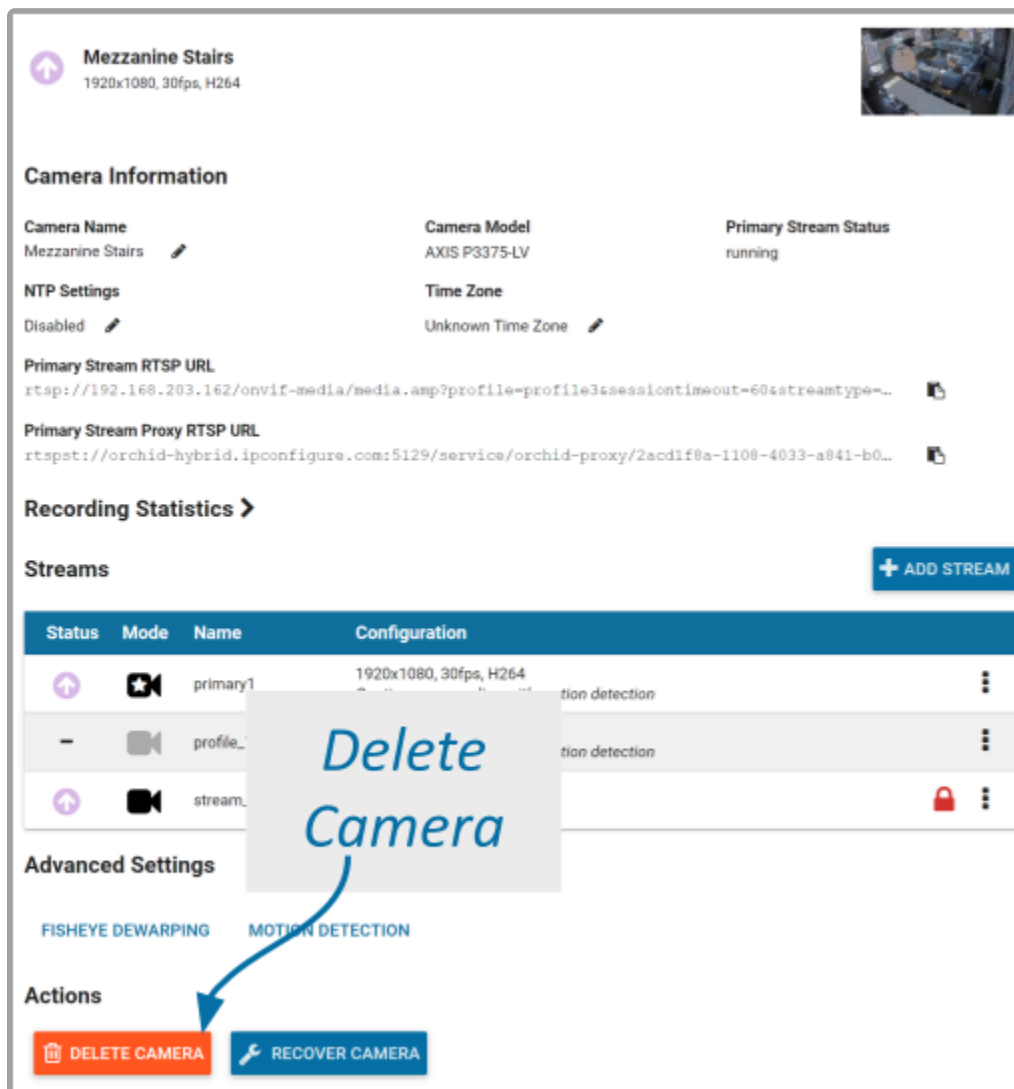 Mezzanine Stairs
1920x1080, 30fps, H264
Camera Information
Camera Name Camera Model Primary Stream Status
Mezzanine Stairs AXIS P3375-LV running
NTP Settings Time Zone
Disabled Unknown Time Zone
Primary Stream RTSP URL
rtsp://192.168.203.162/onvif-media/media.amp?profile=profile3&sessiontimeout=60&streamtype=…
Primary Stream Proxy RTSP URL
rtspst://orchid-hybrid.ipconfigure.com:5129/service/orchid-proxy/2acd1f8a-1108-4033-a841-b0…
Recording Statistics
Streams
ADD STREAM
Status Mode Name Configuration
1920x1080, 30fps, H264
primary1
tion detection
profile_
tion detection
stream_
Delete
Camera
Advanced Settings
FISHEYE DEWARPING MOTION DETECTION
Actions
DELETE CAMERA RECOVER CAMERA